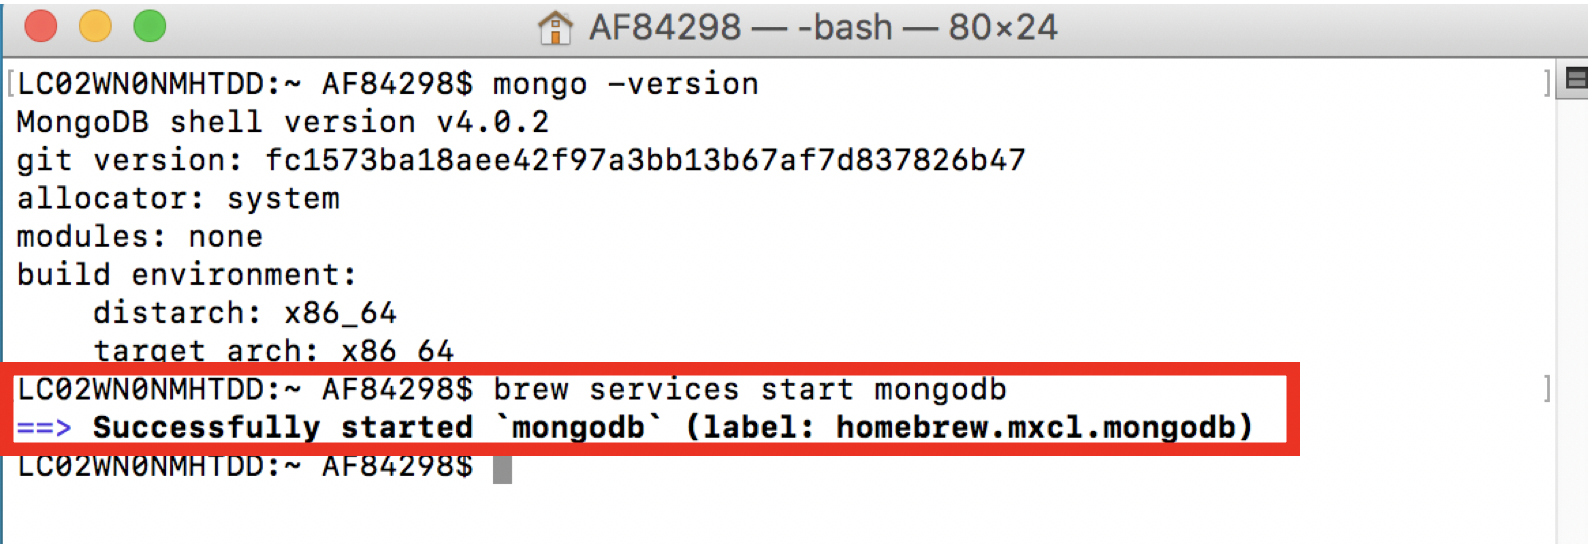 AF84298 — -bash — 80×24
[LC02WN0NMHTDD:~ AF84298$ mongo -version ]
MongoDB shell version v4.0.2
git version: fc1573ba18aee42f97a3bb13b67af7d837826b47
allocator: system
modules: none
build environment:
    distarch: x86_64
    target_arch: x86_64
LC02WN0NMHTDD:~ AF84298$ brew services start mongodb ]
==> Successfully started `mongodb` (label: homebrew.mxcl.mongodb)
LC02WN0NMHTDD:~ AF84298$